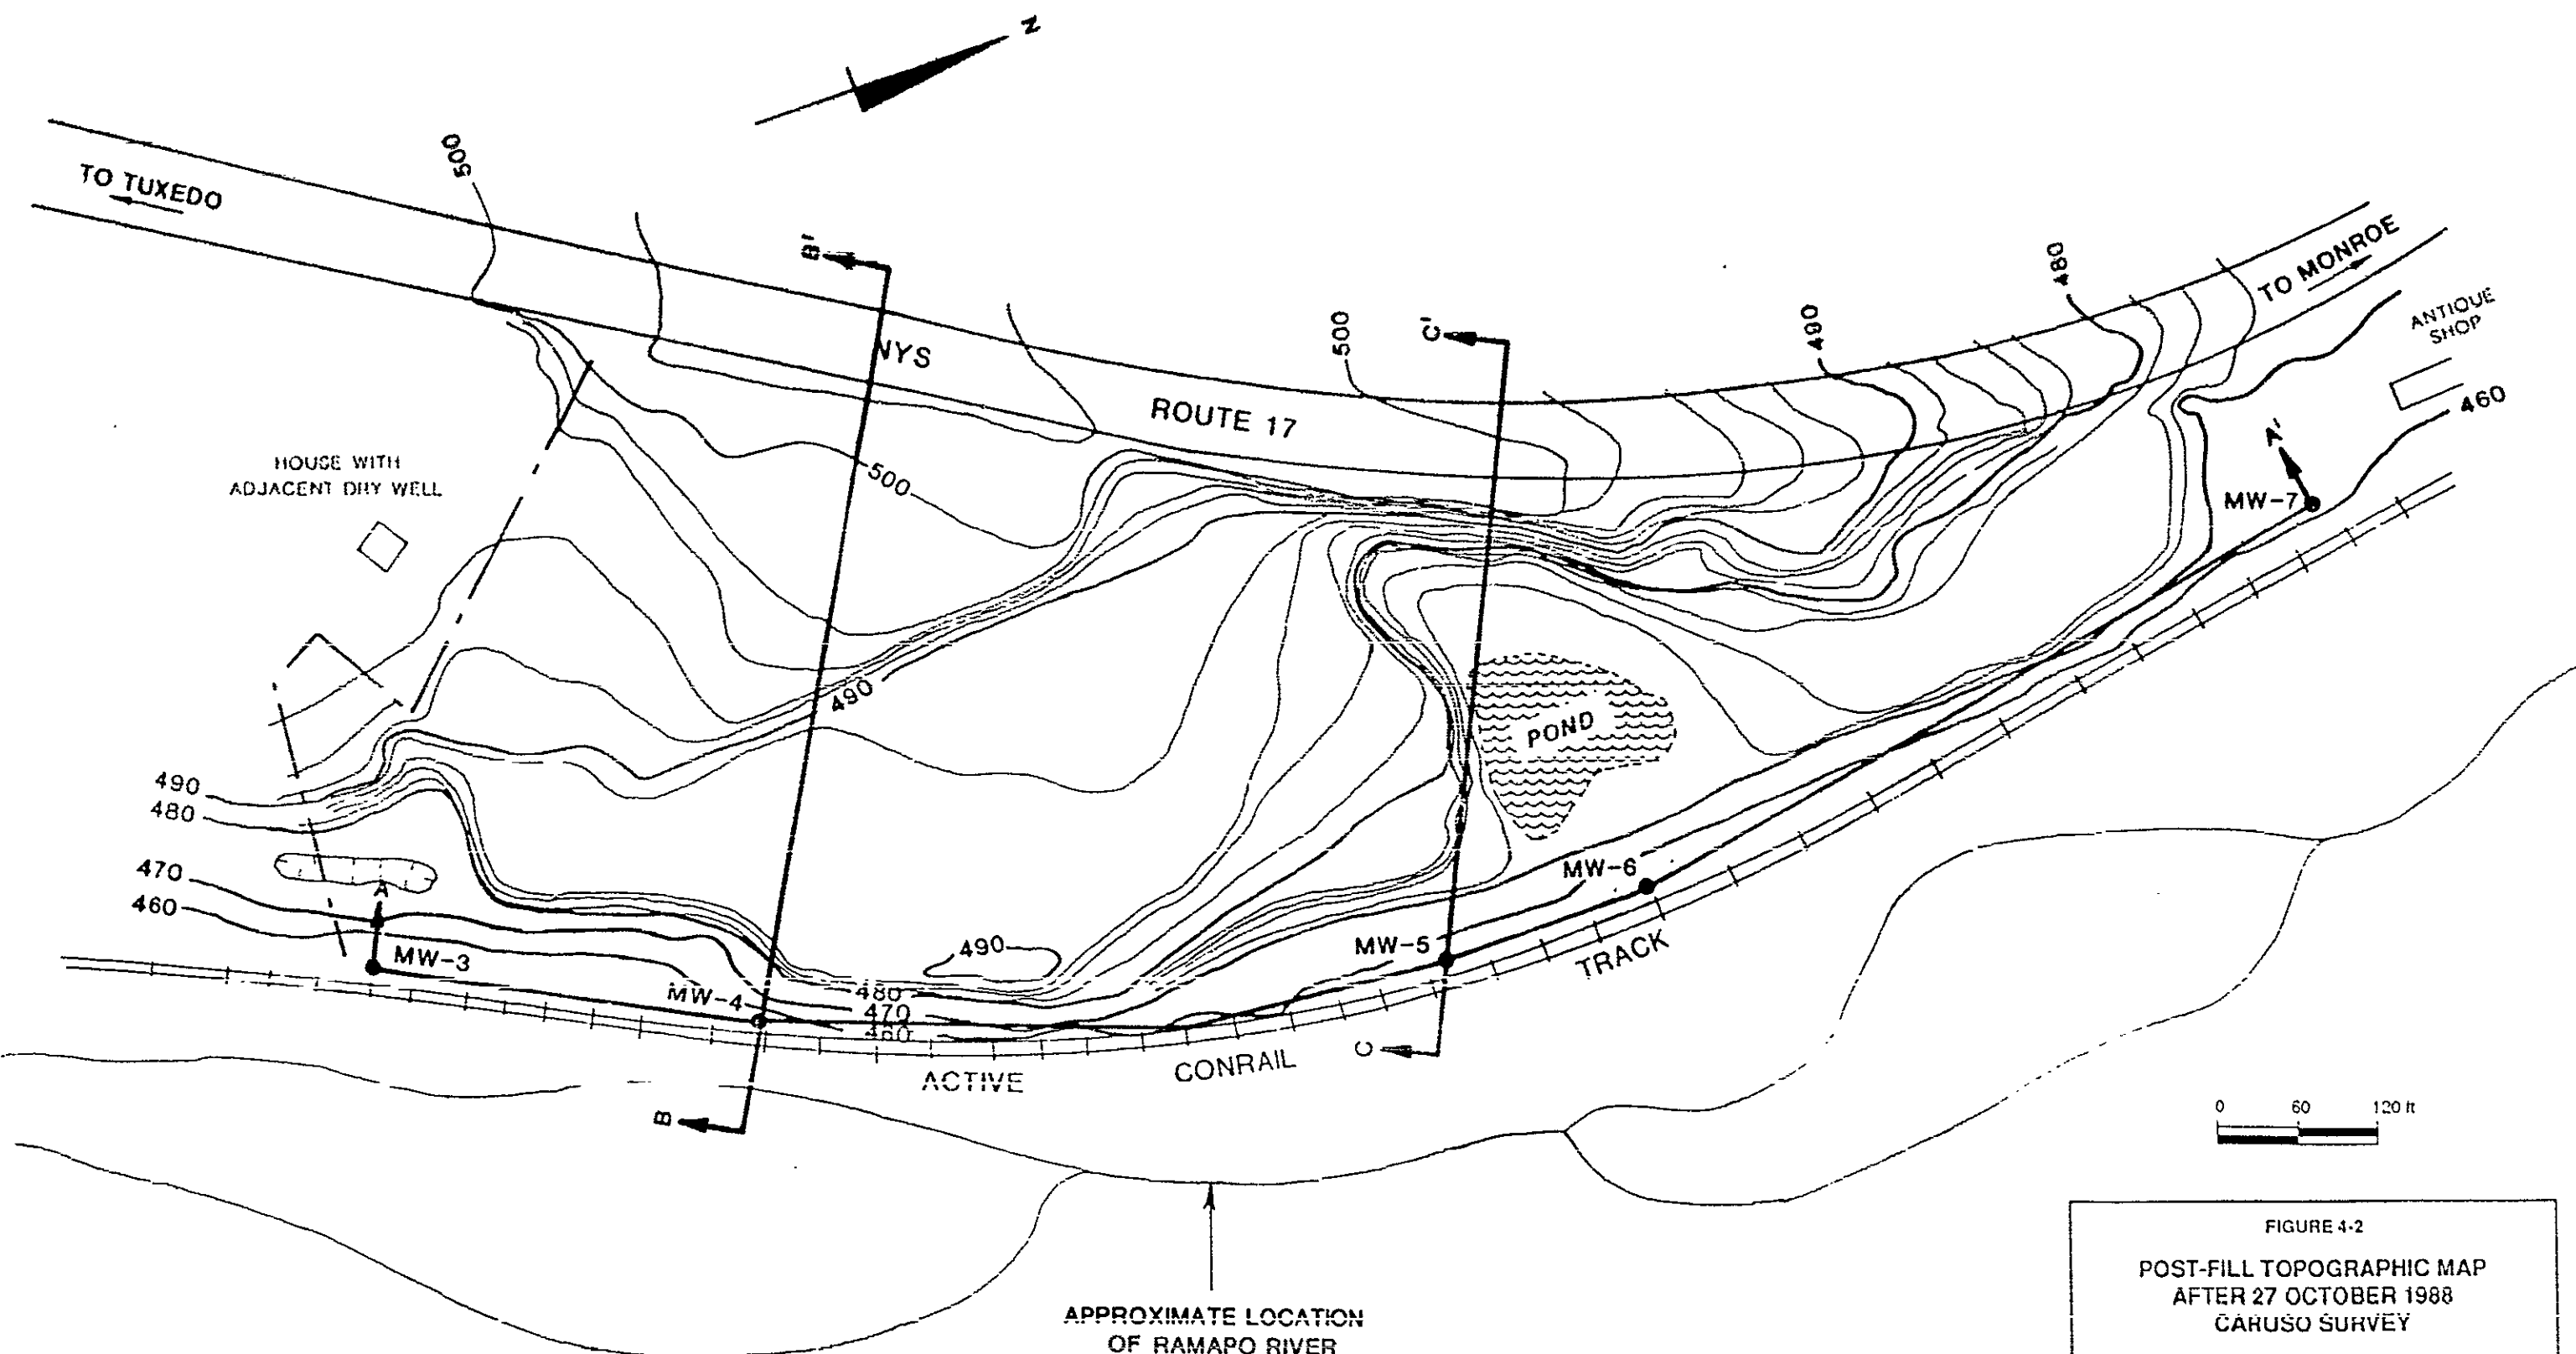 N
500
TO TUXEDO
B'
NYS
ROUTE 17
500
C'
490
480
TO MONROE
ANTIQUE
SHOP
460
A'
MW-7
HOUSE WITH
ADJACENT DRY WELL
500
490
POND
490
480
470
460
A
MW-3
MW-4
490
480
470
460
MW-5
MW-6
ACTIVE CONRAIL TRACK
B
C
0 60 120 ft
APPROXIMATE LOCATION
OF RAMAPO RIVER
FIGURE 4-2
POST-FILL TOPOGRAPHIC MAP
AFTER 27 OCTOBER 1988
CARUSO SURVEY